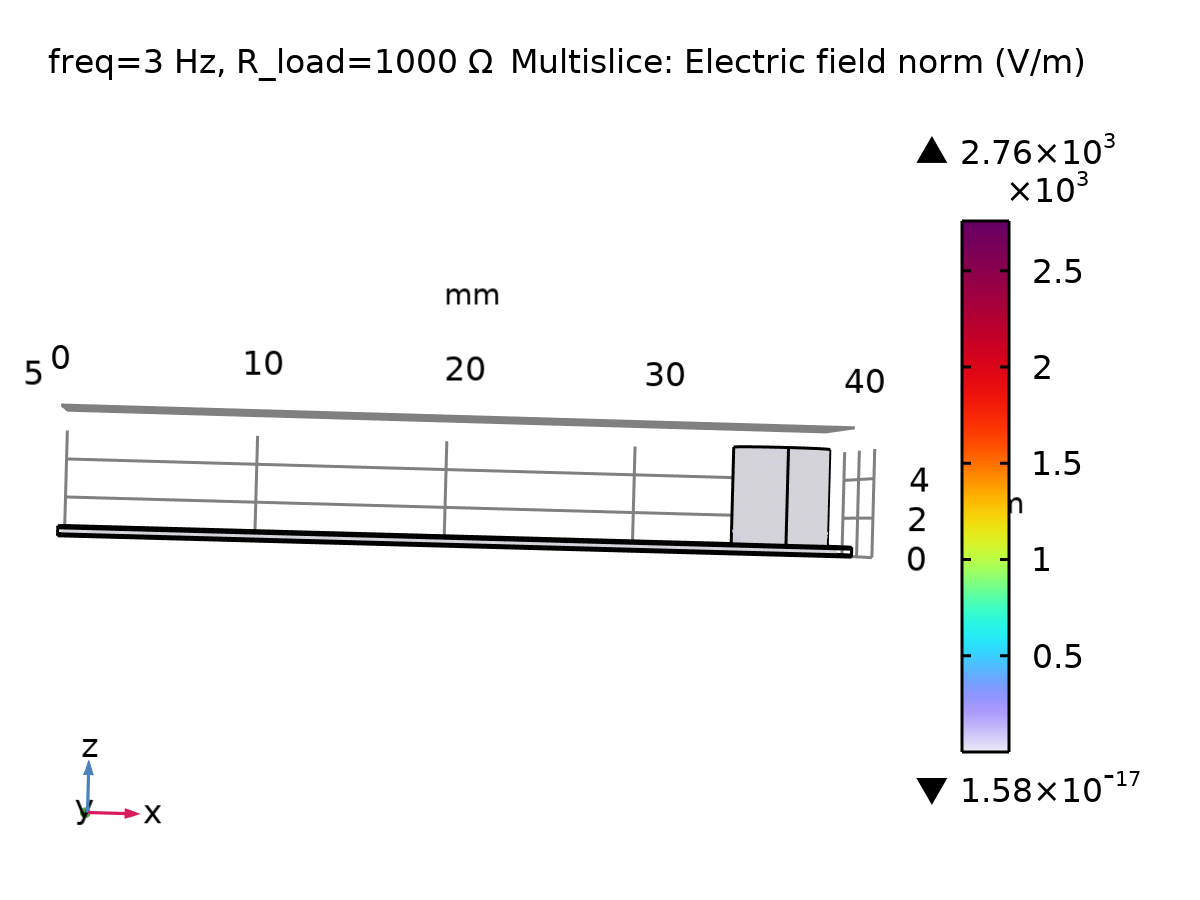 freq=3 Hz, R_load=1000 Ω Multislice: Electric field norm (V/m)
▲ 2.76×10³
×10³
2.5
2
1.5
1
0.5
▼ 1.58×10⁻¹⁷
mm
5 0 10 20 30 40
4
2
0
z
y x